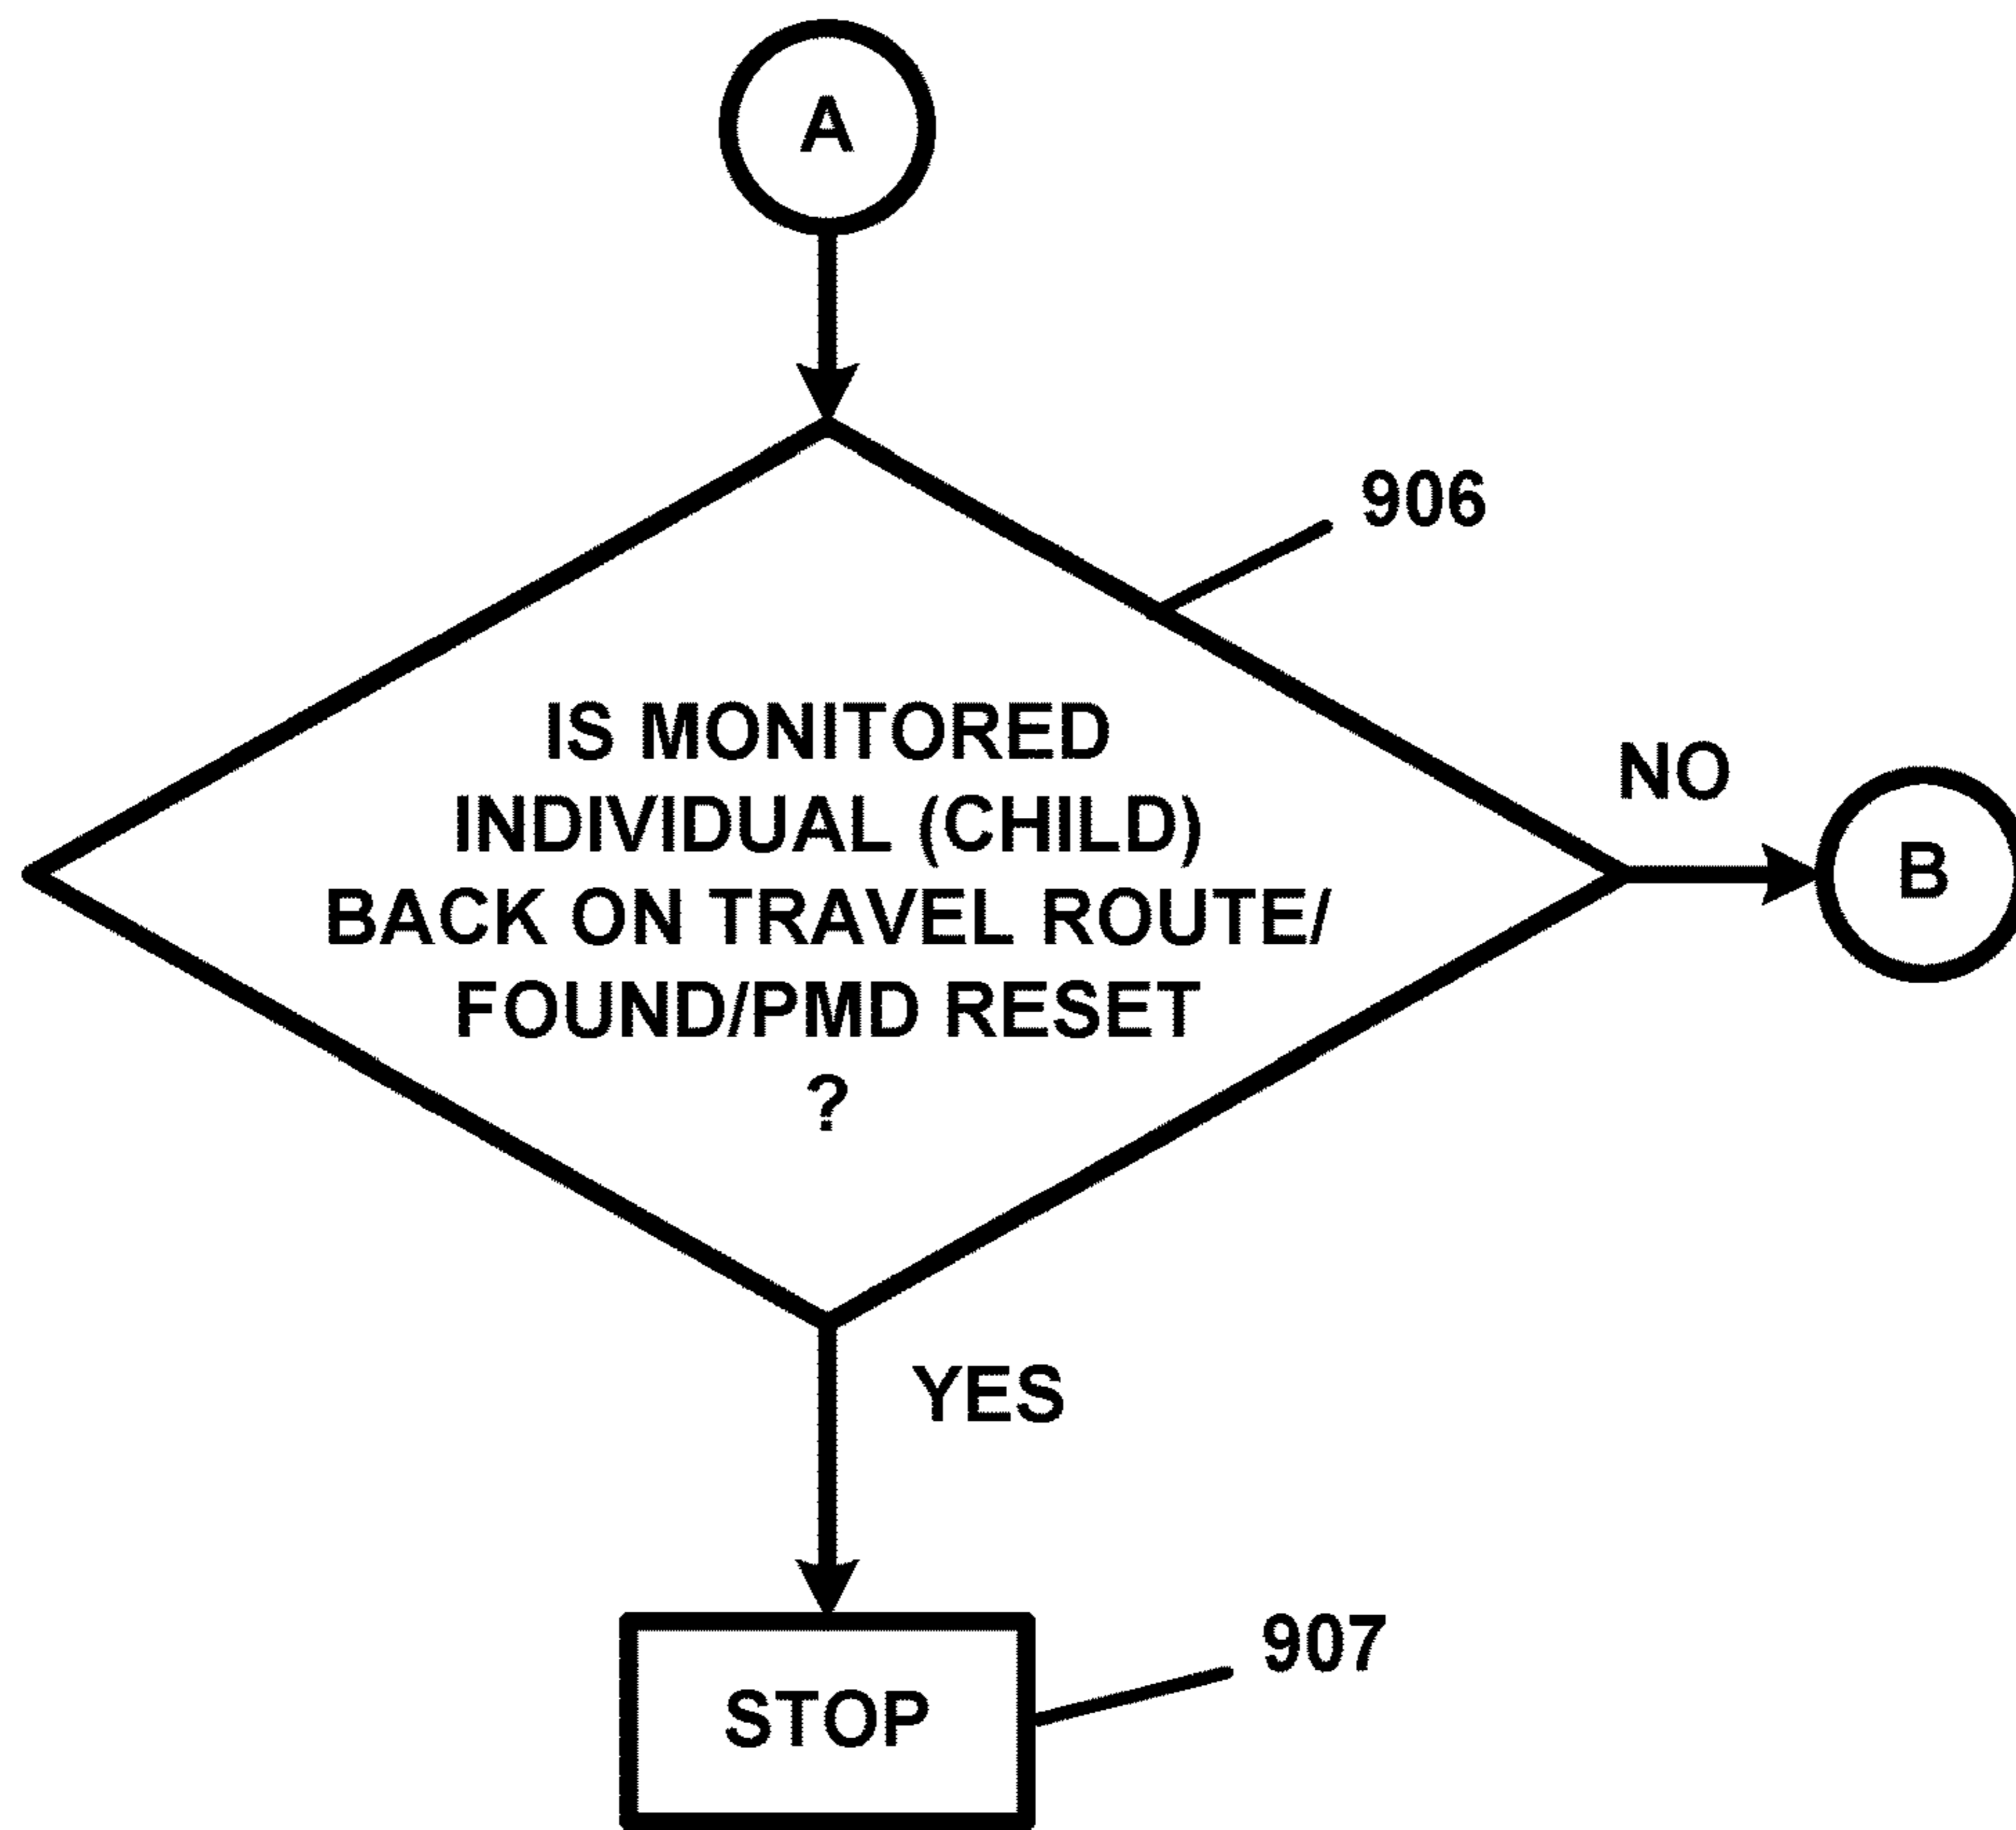 A
906
IS MONITORED
INDIVIDUAL (CHILD)
BACK ON TRAVEL ROUTE/
FOUND/PMD RESET
?
NO
B
YES
907
STOP